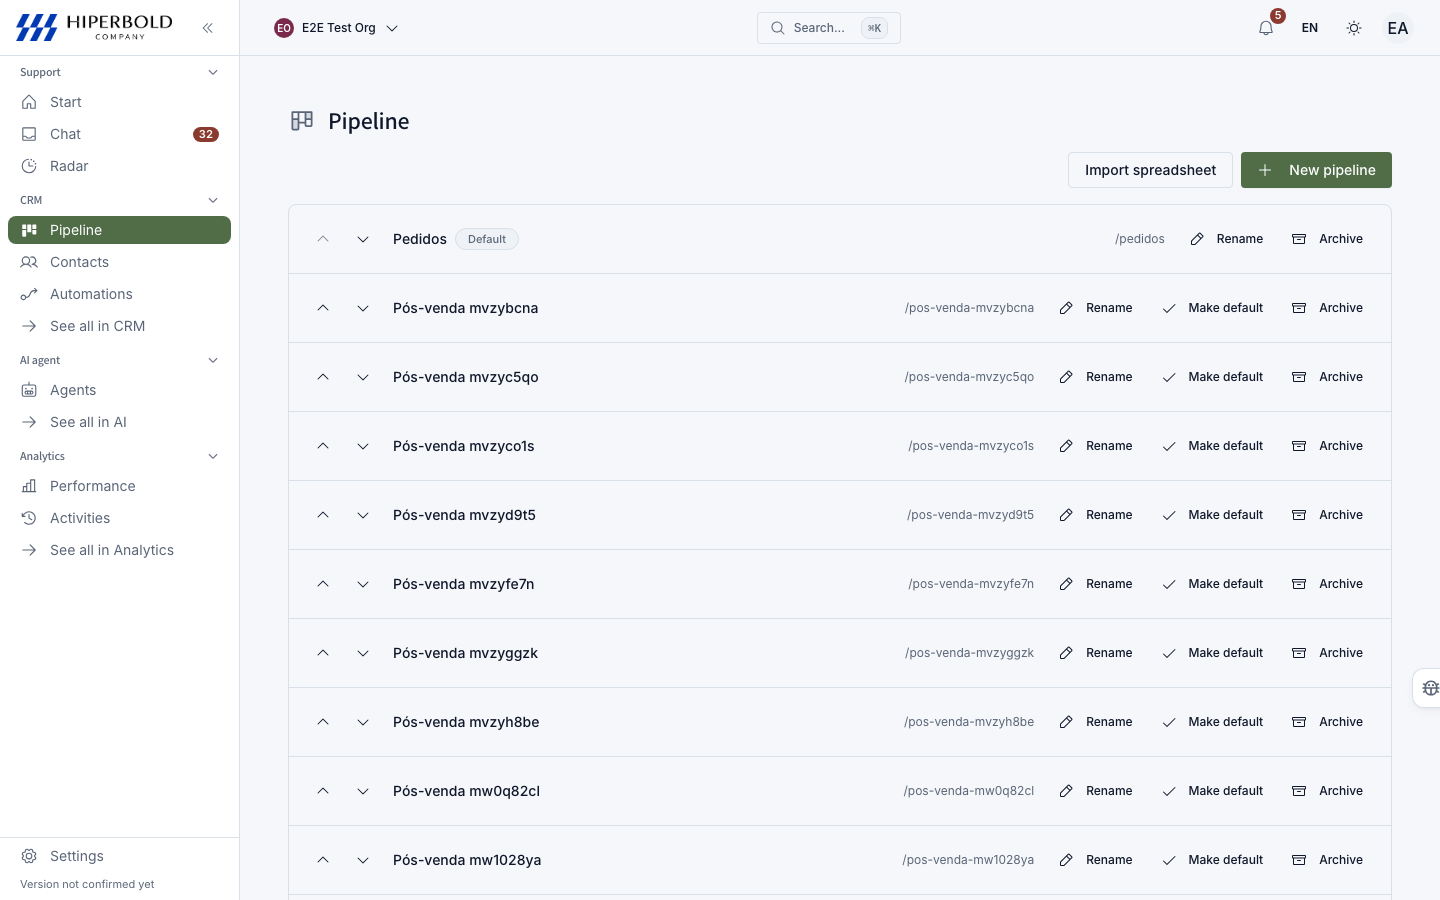 HIPERBOLD
COMPANY
EO E2E Test Org
Search... ⌘K
5
EN
EA
Support
Start
Chat 32
Radar
CRM
Pipeline
Contacts
Automations
See all in CRM
AI agent
Agents
See all in AI
Analytics
Performance
Activities
See all in Analytics
Settings
Version not confirmed yet
Pipeline
Import spreadsheet
New pipeline
Pedidos Default /pedidos Rename Archive
Pós-venda mvzybcna /pos-venda-mvzybcna Rename Make default Archive
Pós-venda mvzyc5qo /pos-venda-mvzyc5qo Rename Make default Archive
Pós-venda mvzyco1s /pos-venda-mvzyco1s Rename Make default Archive
Pós-venda mvzyd9t5 /pos-venda-mvzyd9t5 Rename Make default Archive
Pós-venda mvzyfe7n /pos-venda-mvzyfe7n Rename Make default Archive
Pós-venda mvzyggzk /pos-venda-mvzyggzk Rename Make default Archive
Pós-venda mvzyh8be /pos-venda-mvzyh8be Rename Make default Archive
Pós-venda mw0q82cl /pos-venda-mw0q82cl Rename Make default Archive
Pós-venda mw1028ya /pos-venda-mw1028ya Rename Make default Archive